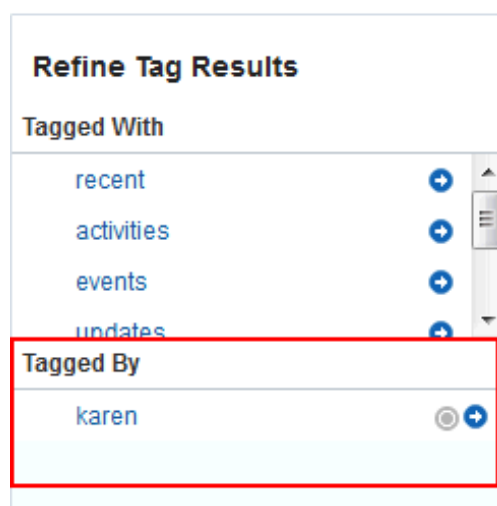 Refine Tag Results
Tagged With
recent
activities
events
updates
Tagged By
karen